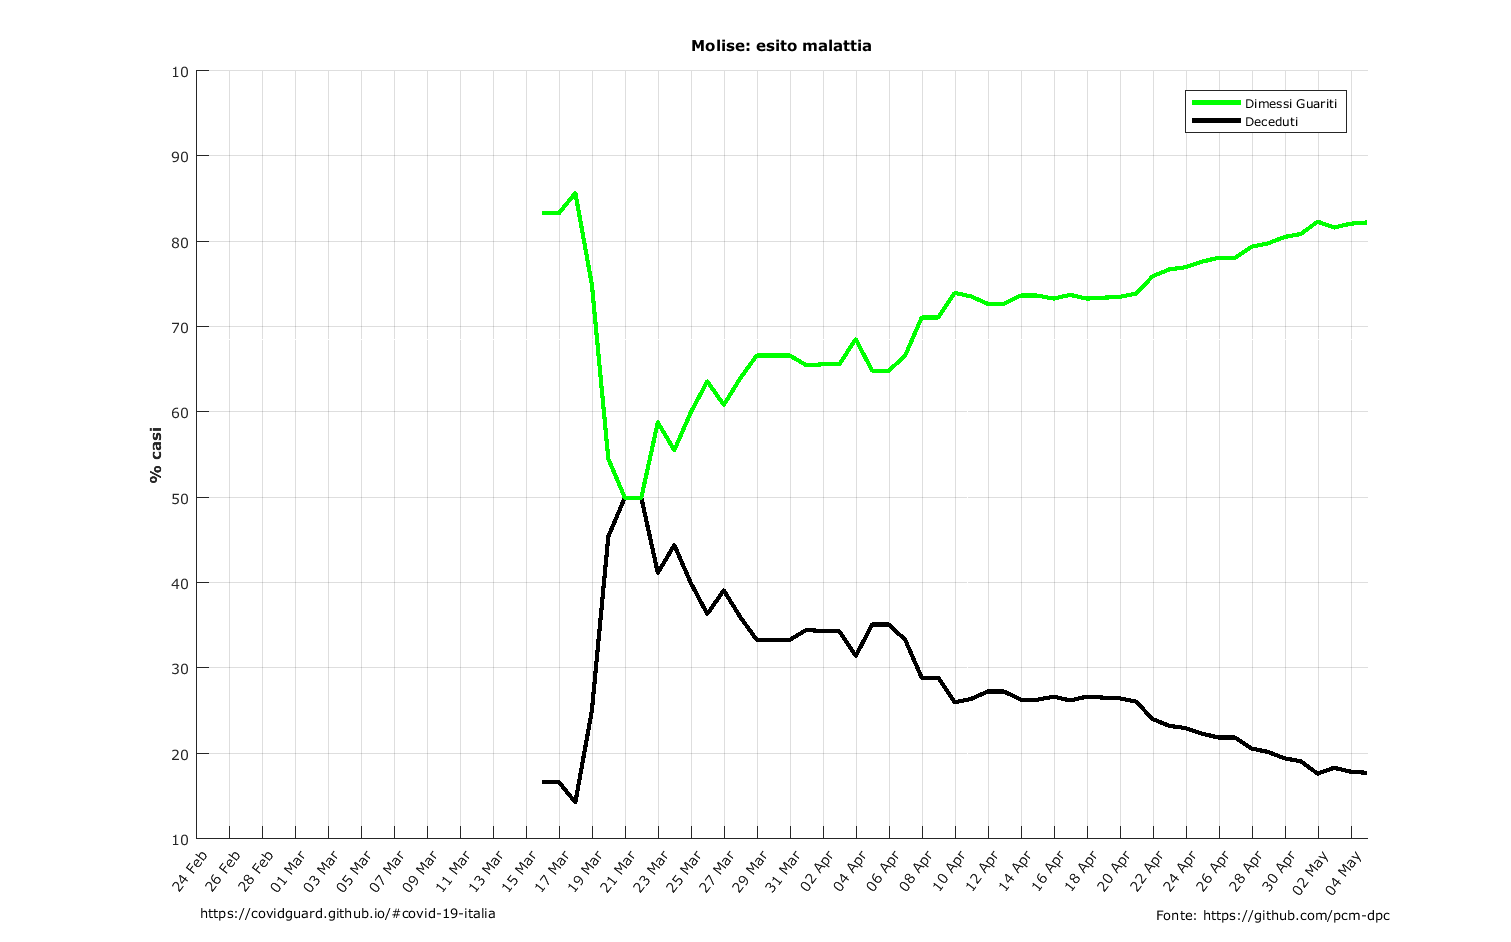 Molise: esito malattia
10
90
80
70
60
50
40
30
20
10
% casi
Dimessi Guariti
Deceduti
24 Feb
26 Feb
28 Feb
01 Mar
03 Mar
05 Mar
07 Mar
09 Mar
11 Mar
13 Mar
15 Mar
17 Mar
19 Mar
21 Mar
23 Mar
25 Mar
27 Mar
29 Mar
31 Mar
02 Apr
04 Apr
06 Apr
08 Apr
10 Apr
12 Apr
14 Apr
16 Apr
18 Apr
20 Apr
22 Apr
24 Apr
26 Apr
28 Apr
30 Apr
02 May
04 May
https://covidguard.github.io/#covid-19-italia
Fonte: https://github.com/pcm-dpc